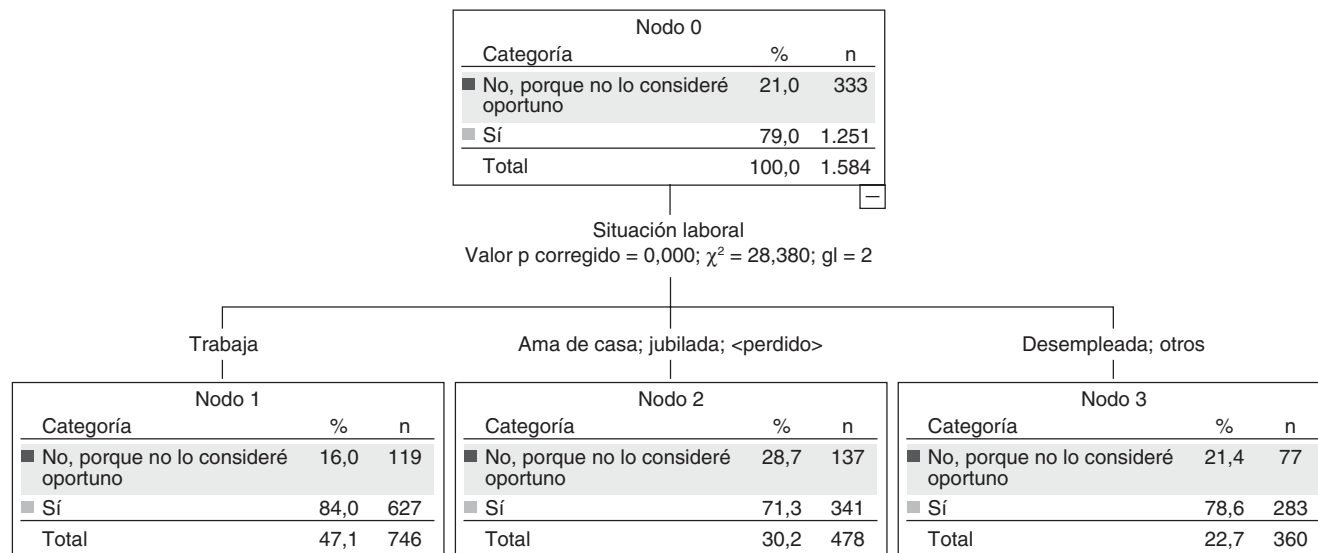 Nodo 0
Categoría % n
No, porque no lo consideré 21,0 333
oportuno
Sí 79,0 1.251
Total 100,0 1.584
Situación laboral
Valor p corregido = 0,000; χ² = 28,380; gl = 2
Trabaja
Ama de casa; jubilada; <perdido>
Desempleada; otros
Nodo 1
Categoría % n
No, porque no lo consideré 16,0 119
oportuno
Sí 84,0 627
Total 47,1 746
Nodo 2
Categoría % n
No, porque no lo consideré 28,7 137
oportuno
Sí 71,3 341
Total 30,2 478
Nodo 3
Categoría % n
No, porque no lo consideré 21,4 77
oportuno
Sí 78,6 283
Total 22,7 360